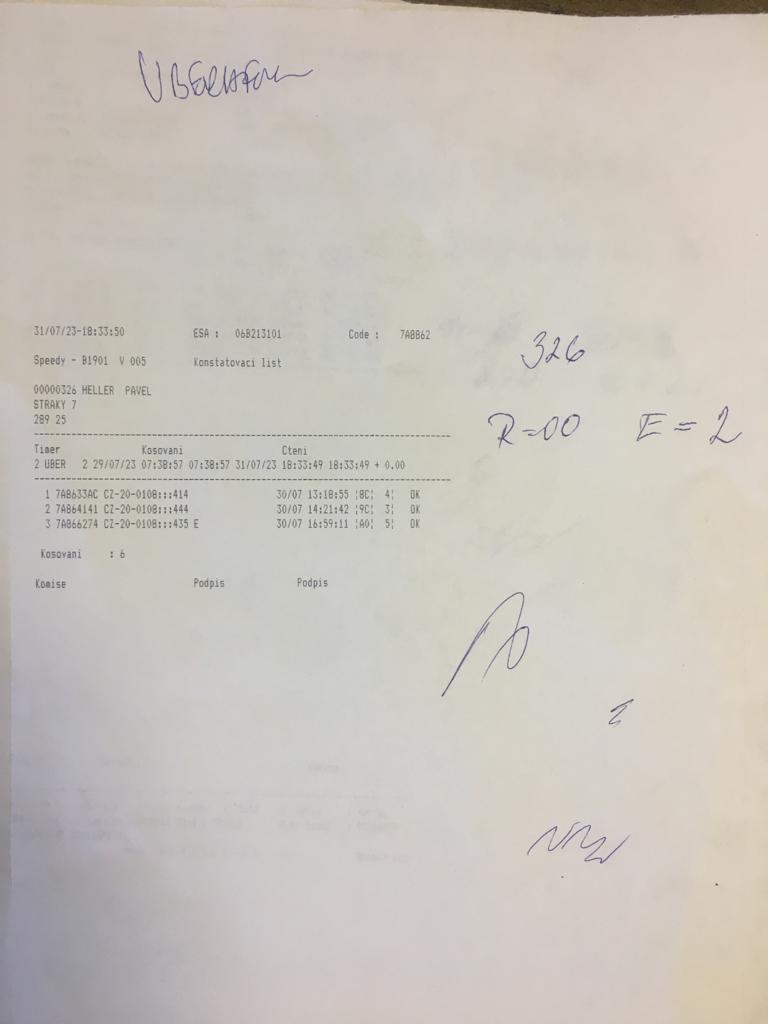 31/07/23-18:33:50 ESA : 06B213101 Code : 7ABB62
326
Speedy - B1901 V 005 Konstatovaci list
00000326 HELLER PAVEL
STRAKY 7
289 25
R=00 E=2
Timer Kosovani Cteni
2 UBER 2 29/07/23 07:38:57 07:38:57 31/07/23 18:33:49 18:33:49 + 0.00
1 7A8633AC CZ-20-0108:::414 30/07 13:18:55 ¦8C¦ 4¦ OK
2 7A864141 CZ-20-0108:::444 30/07 14:21:42 ¦9C¦ 3¦ OK
3 7A866274 CZ-20-0108:::435 E 30/07 16:59:11 ¦A0¦ 5¦ OK
Kosovani : 6
Komise Podpis Podpis